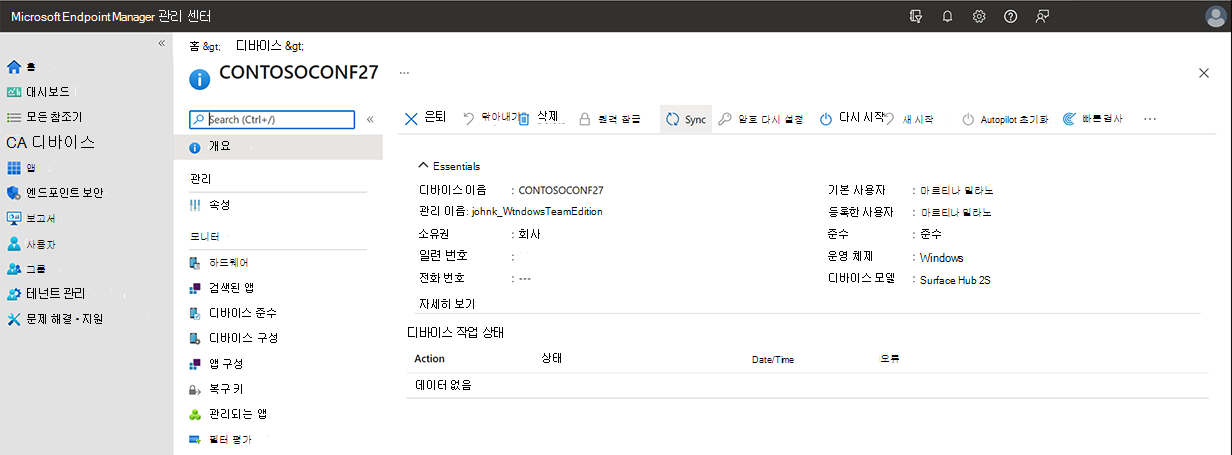 Microsoft Endpoint Manager 관리 센터
«
홈 &gt; 디바이스 &gt;
홈
대시보드
모든 참조기
CA 디바이스
앱
엔드포인트 보안
보고서
사용자
그룹
테넌트 관리
문제 해결 • 지원
CONTOSOCONF27 ...
Search (Ctrl+/) «
개요
관리
속성
모니터
하드웨어
검색된 앱
디바이스 준수
디바이스 구성
앱 구성
복구 키
관리되는 앱
필터 평가
은퇴 닦아내기 삭제 원격 잠금 Sync 암호 다시 설정 다시 시작 새 시작 Autopilot 초기화 빠른 검사 ...
Essentials
디바이스 이름 : CONTOSOCONF27 기본 사용자 : 마르티나 밀라노
관리 이름: johnk_WtndowsTeamEdition 등록한 사용자 : 마르티나 밀라노
소유권 : 회사 준수 : 준수
일련 번호 : 운영 체제 : Windows
전화 번호 : --- 디바이스 모델 : Surface Hub 2S
자세히 보기
디바이스 작업 상태
Action 상태 Date/Time 오류
데이터 없음